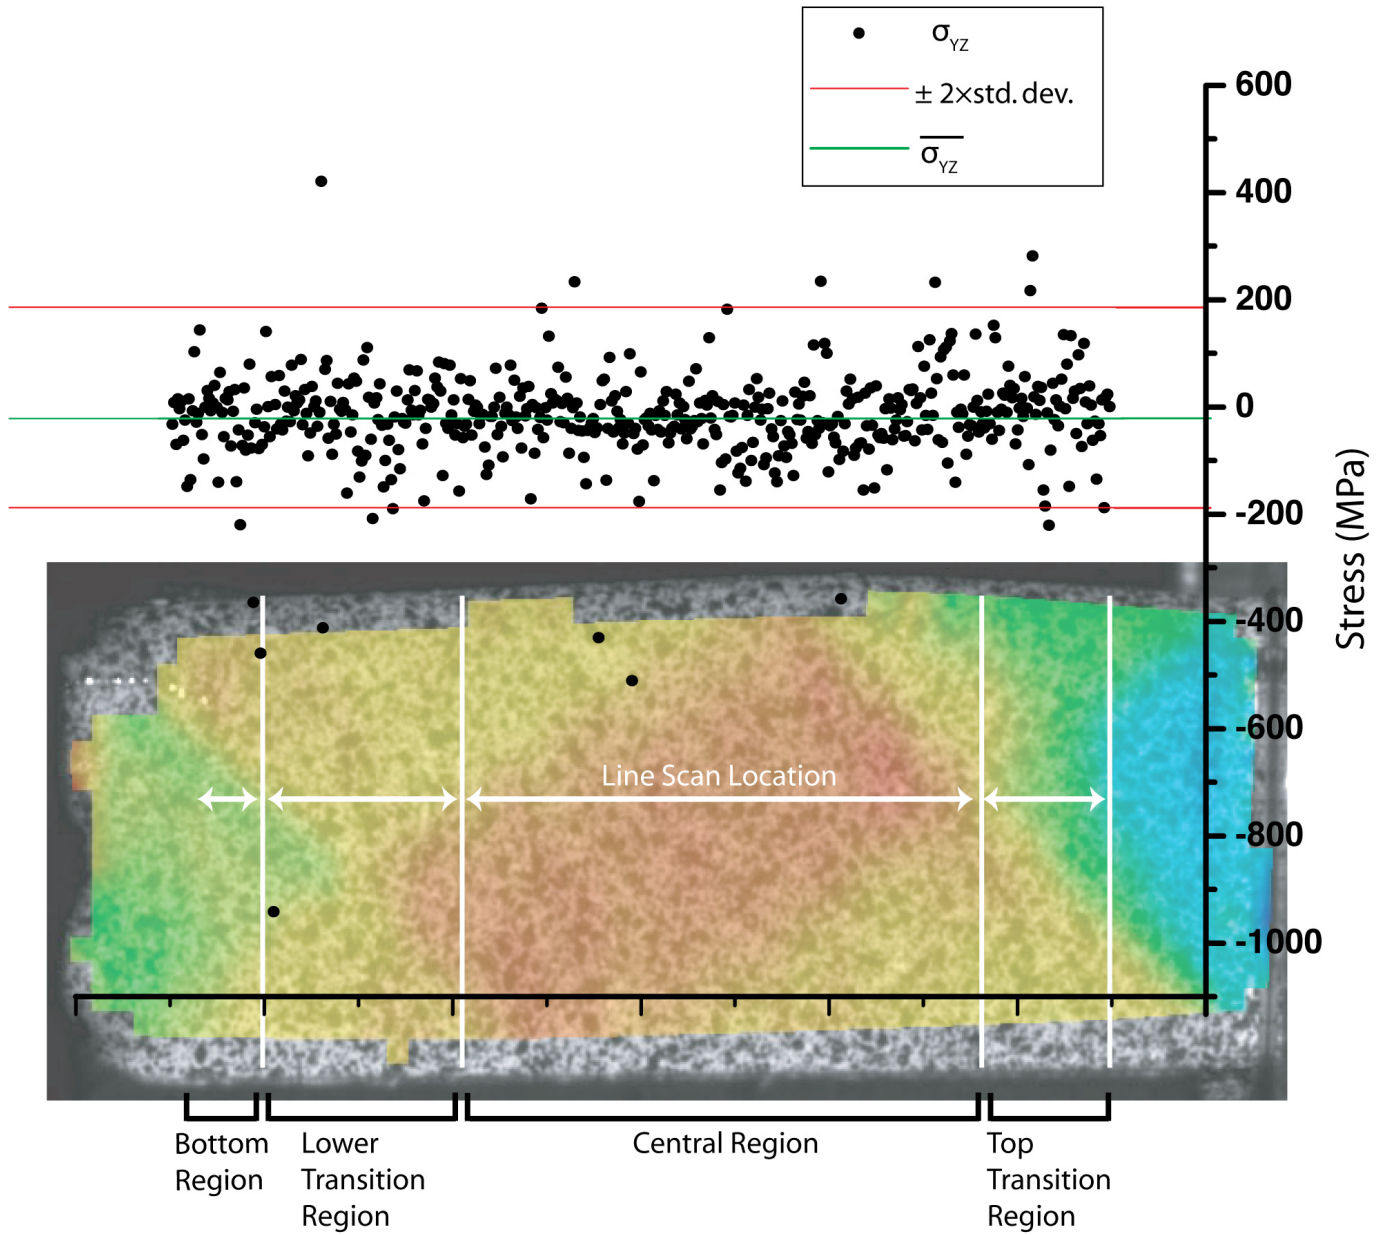 σYZ
± 2×std. dev.
σ̅YZ
600
400
200
0
-200
-400
-600
-800
-1000
Stress (MPa)
Line Scan Location
Bottom
Region
Lower
Transition
Region
Central Region
Top
Transition
Region